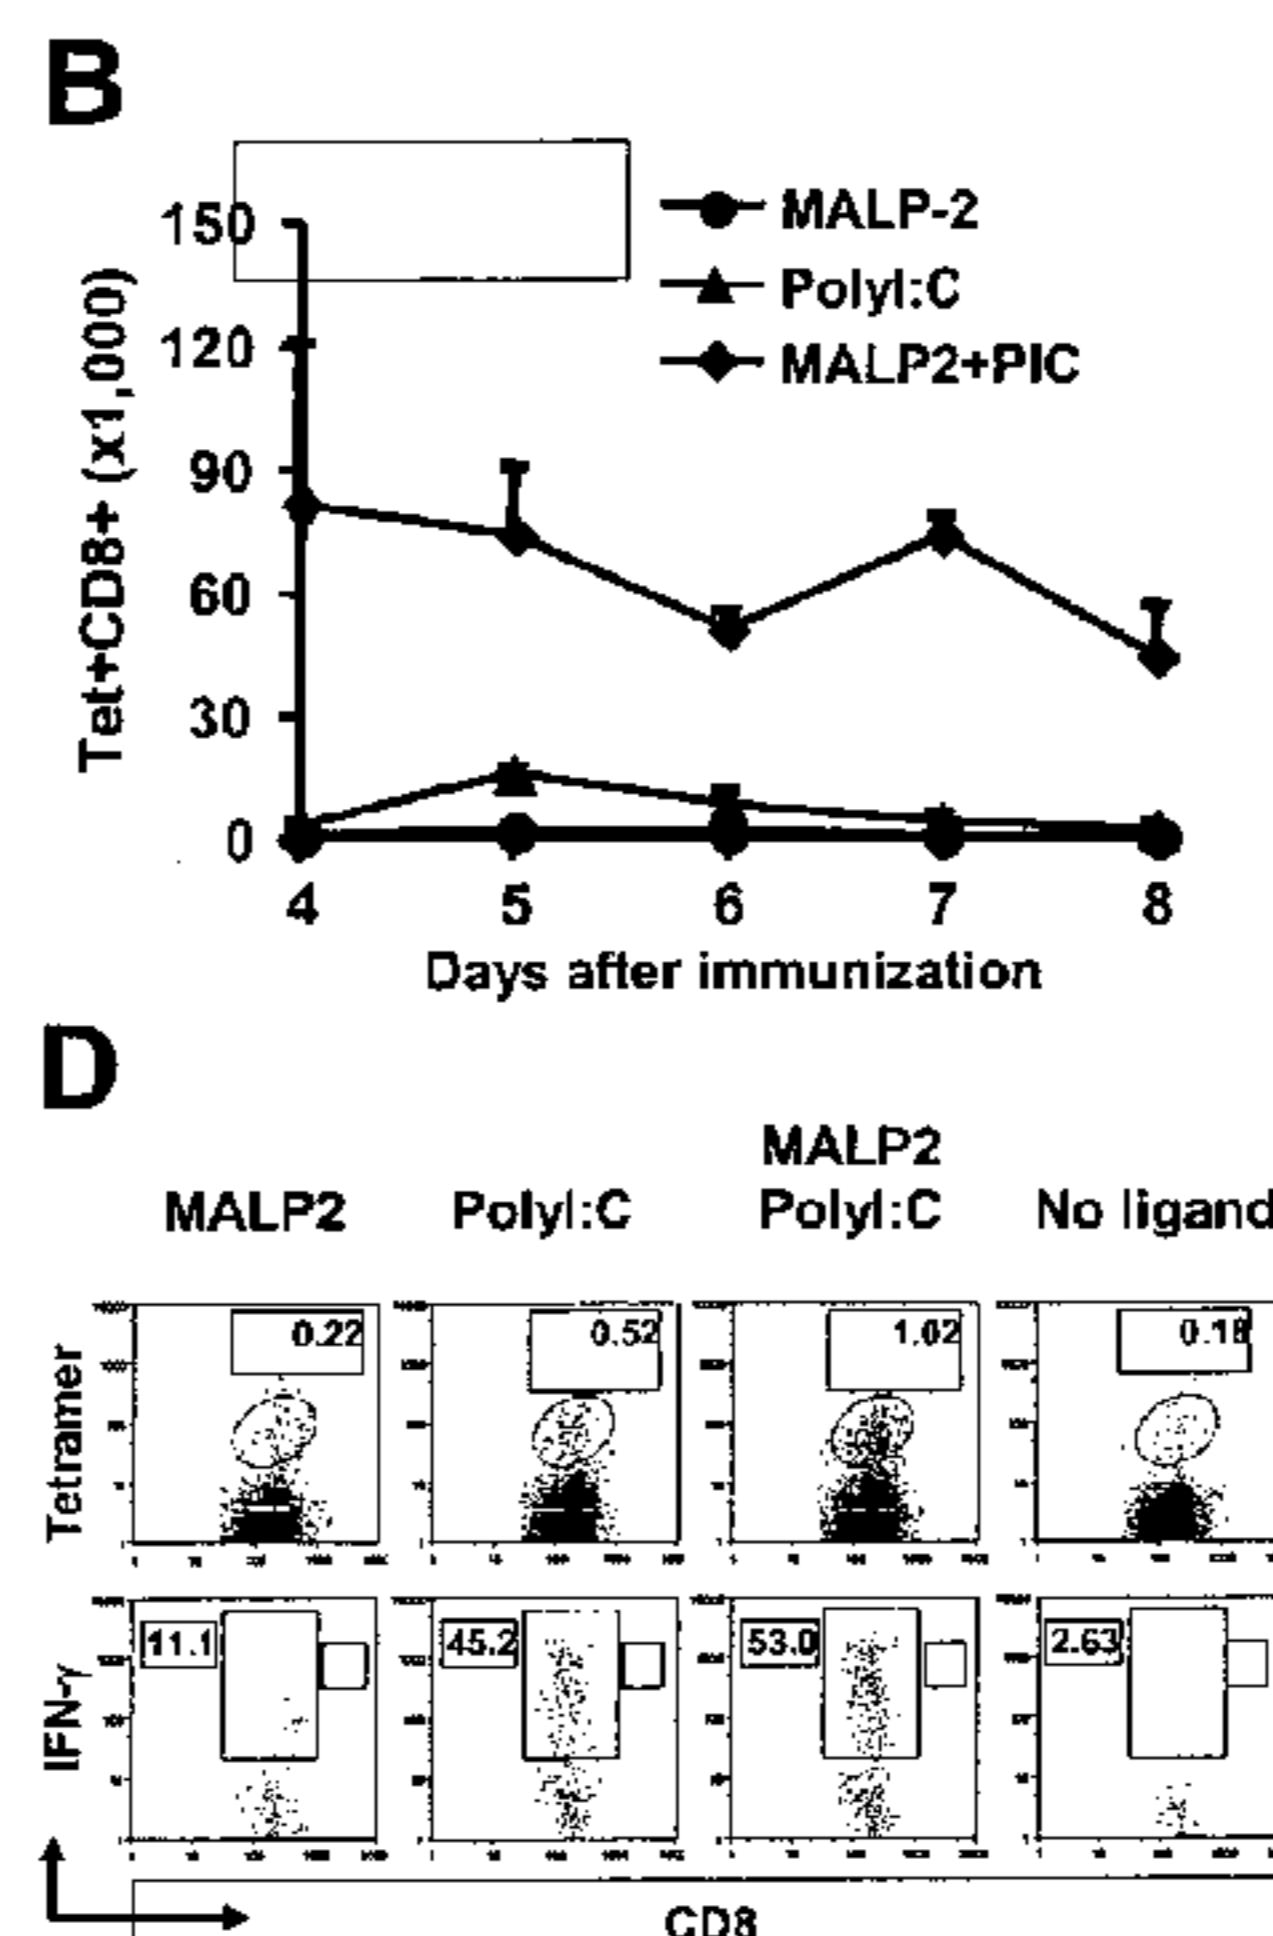 B
150
120
90
60
30
0
Tet+CD8+ (x1,000)
MALP-2
PolyI:C
MALP2+PIC
4 5 6 7 8
Days after immunization
D
MALP2
MALP2 PolyI:C PolyI:C No ligand
Tetramer
0.22 0.52 1.02 0.18
IFN-γ
11.1 45.2 53.0 2.63
CD8